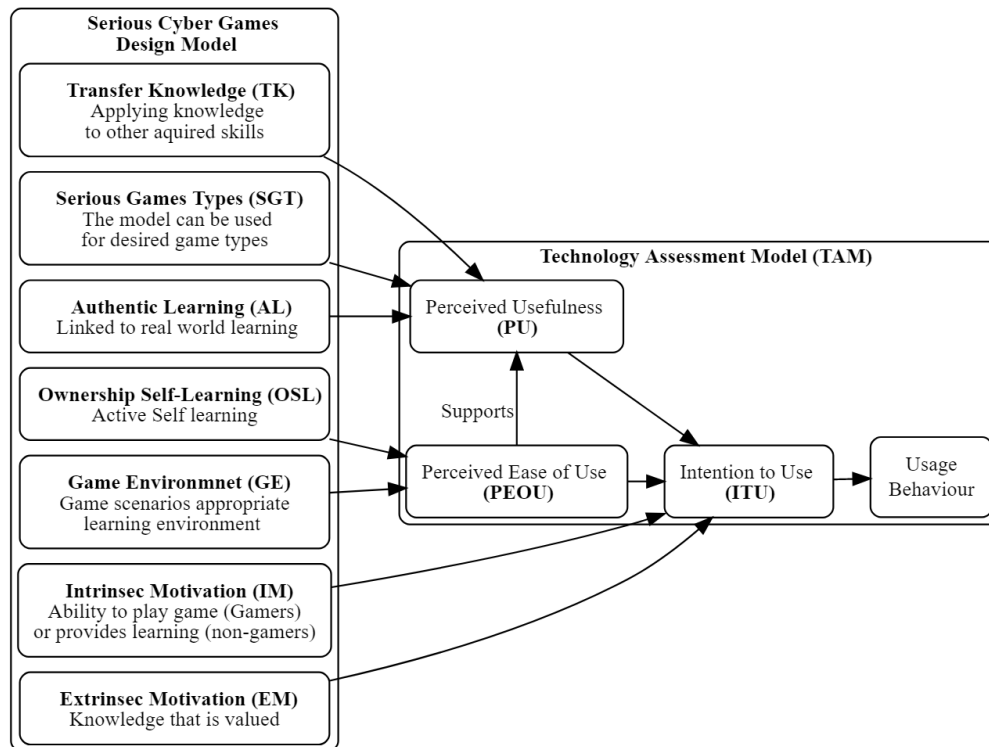 Serious Cyber Games
Design Model
Transfer Knowledge (TK)
Applying knowledge
to other aquired skills
Serious Games Types (SGT)
The model can be used
for desired game types
Authentic Learning (AL)
Linked to real world learning
Ownership Self-Learning (OSL)
Active Self learning
Game Environmnet (GE)
Game scenarios appropriate
learning environment
Intrinsec Motivation (IM)
Ability to play game (Gamers)
or provides learning (non-gamers)
Extrinsec Motivation (EM)
Knowledge that is valued
Technology Assessment Model (TAM)
Perceived Usefulness
(PU)
Supports
Perceived Ease of Use
(PEOU)
Intention to Use
(ITU)
Usage
Behaviour